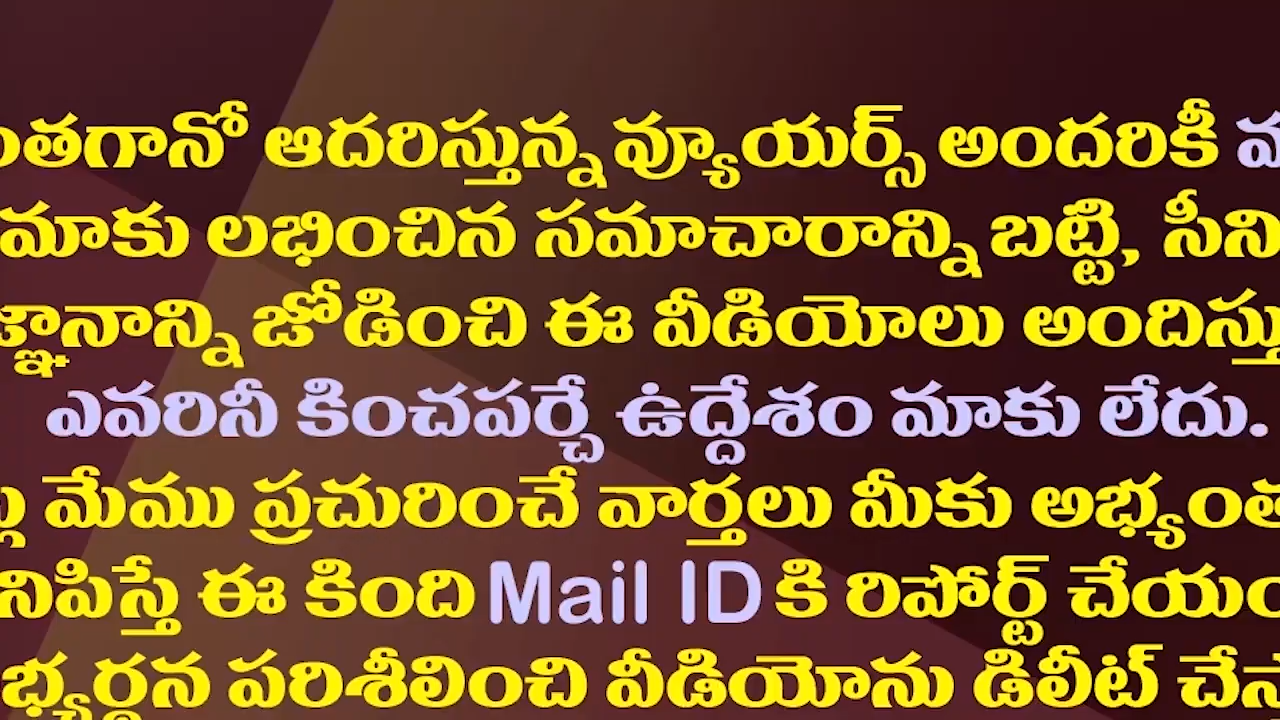 ఆదరిస్తున్న వ్యూయర్స్ అందరికీ
మాకు లభించిన సమాచారాన్ని బట్టి,
జోడించి ఈ వీడియోలు
ఎవరినీ కించపర్చే ఉద్దేశం మాకు లేదు.
మేము ప్రచురించే వార్తలు మీకు
ఈ కింది Mail ID కి రిపోర్ట్
పరిశీలించి వీడియోను డిలీట్